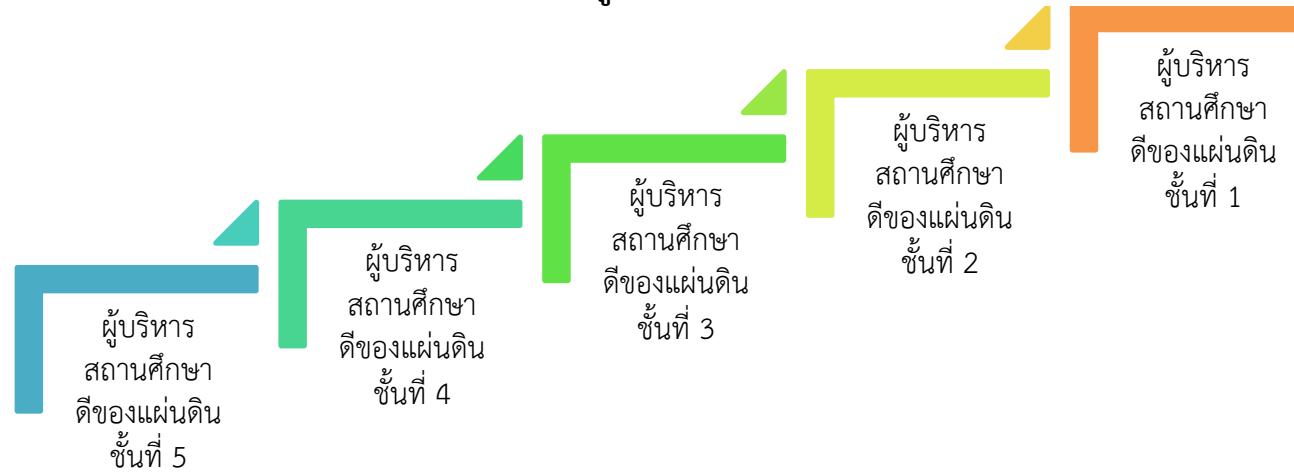 ผู้บริหาร
สถานศึกษา
ดีของแผ่นดิน
ชั้นที่ 5
ผู้บริหาร
สถานศึกษา
ดีของแผ่นดิน
ชั้นที่ 4
ผู้บริหาร
สถานศึกษา
ดีของแผ่นดิน
ชั้นที่ 3
ผู้บริหาร
สถานศึกษา
ดีของแผ่นดิน
ชั้นที่ 2
ผู้บริหาร
สถานศึกษา
ดีของแผ่นดิน
ชั้นที่ 1